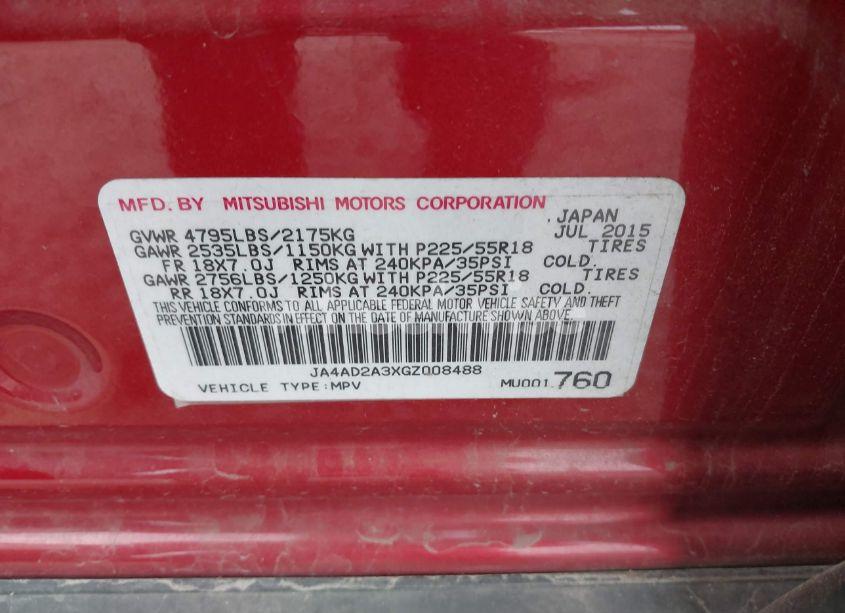 MFD. BY MITSUBISHI MOTORS CORPORATION
. JAPAN
GVWR 4795LBS/2175KG JUL 2015
GAWR 2535LBS/1150KG WITH P225/55R18 TIRES
FR 18X7.0J RIMS AT 240KPA/35PSI COLD.
GAWR 2756LBS/1250KG WITH P225/55R18 TIRES
RR 18X7.0J RIMS AT 240KPA/35PSI COLD.
THIS VEHICLE CONFORMS TO ALL APPLICABLE FEDERAL MOTOR VEHICLE SAFETY AND THEFT
PREVENTION STANDARDS IN EFFECT ON THE DATE OF MANUFACTURE SHOWN ABOVE.
JA4AD2A3XGZ008488
VEHICLE TYPE:MPV MU001.760